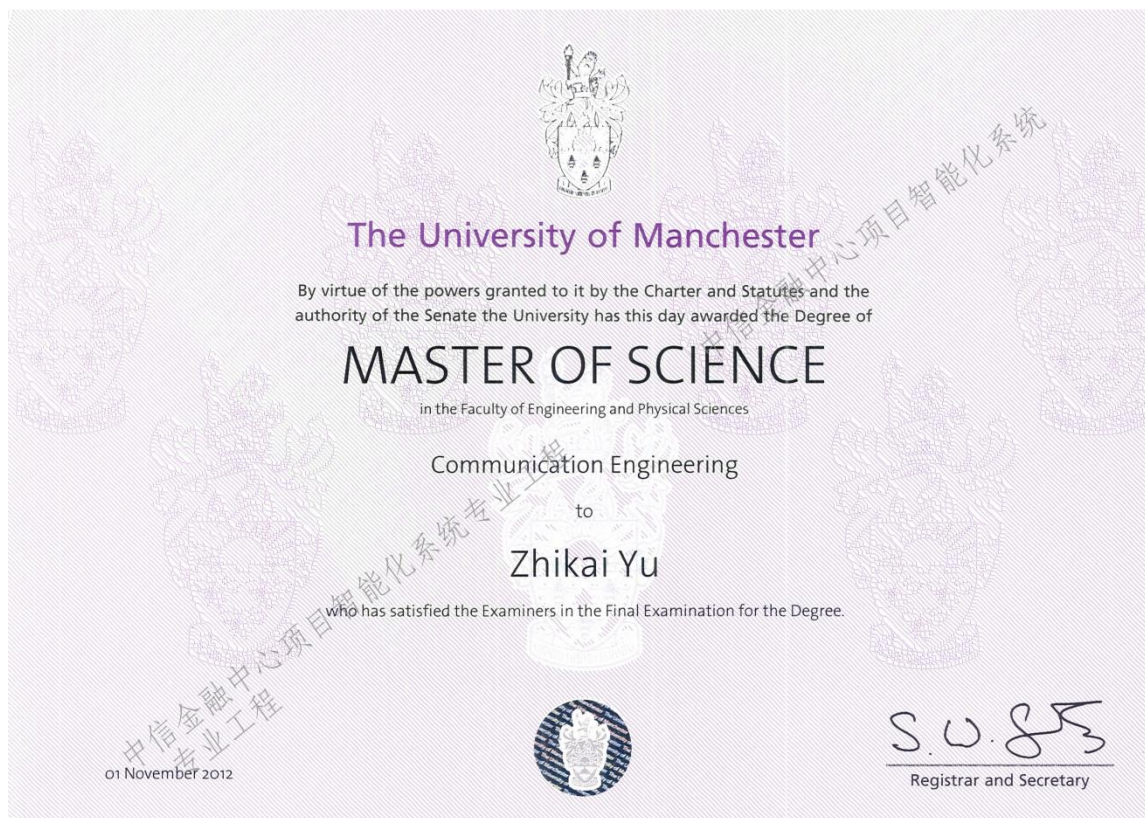 The University of Manchester
By virtue of the powers granted to it by the Charter and Statutes and the
authority of the Senate the University has this day awarded the Degree of
MASTER OF SCIENCE
in the Faculty of Engineering and Physical Sciences
Communication Engineering
to
Zhikai Yu
who has satisfied the Examiners in the Final Examination for the Degree.
01 November 2012
Registrar and Secretary
中信金融中心项目智能化系统
中信金融中心项目智能化系统专业工程
专业工程